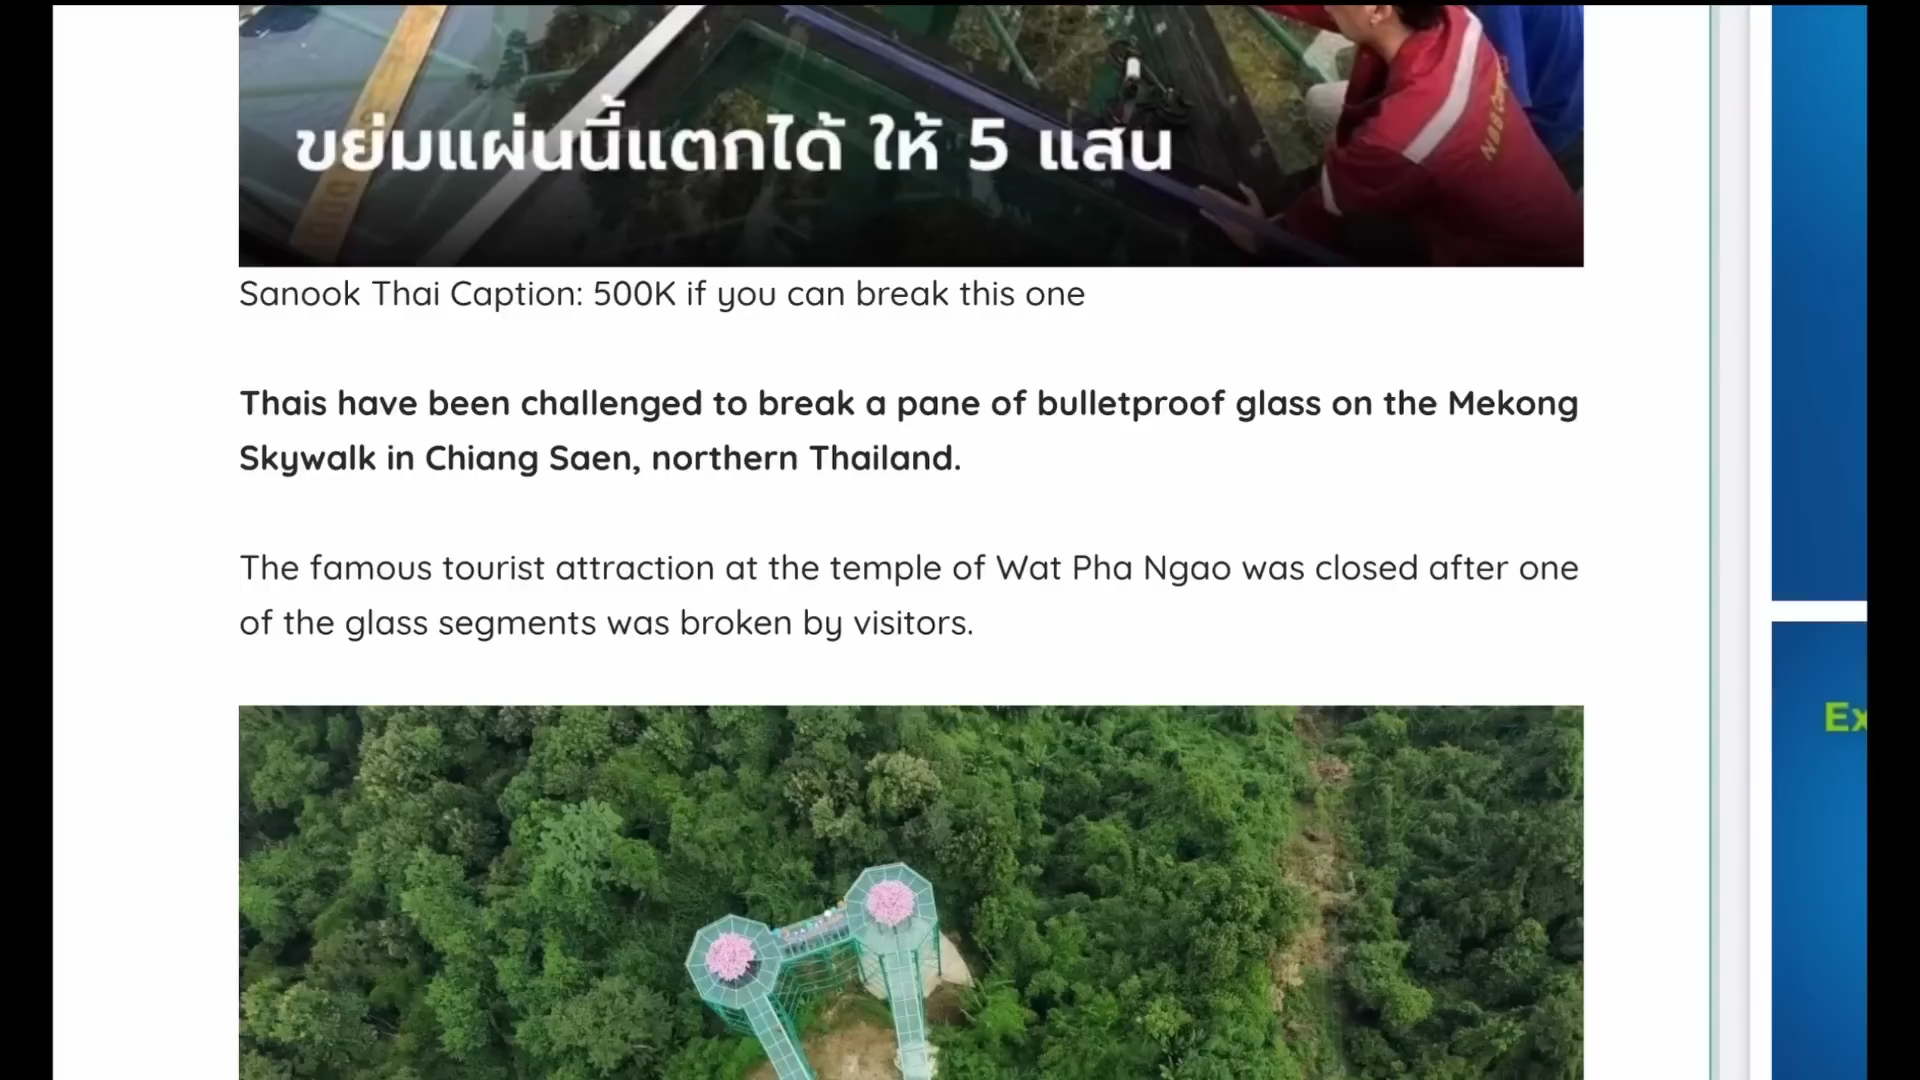 ขย่มแผ่นนี้แตกได้ ให้ 5 แสน
Sanook Thai Caption: 500K if you can break this one
Thais have been challenged to break a pane of bulletproof glass on the Mekong
Skywalk in Chiang Saen, northern Thailand.
The famous tourist attraction at the temple of Wat Pha Ngao was closed after one
of the glass segments was broken by visitors.
Ex